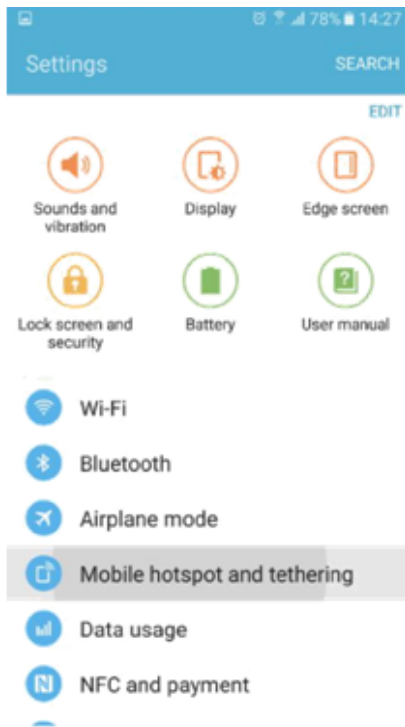 78% 14:27
Settings SEARCH
EDIT
Sounds and vibration
Display
Edge screen
Lock screen and security
Battery
User manual
Wi-Fi
Bluetooth
Airplane mode
Mobile hotspot and tethering
Data usage
NFC and payment